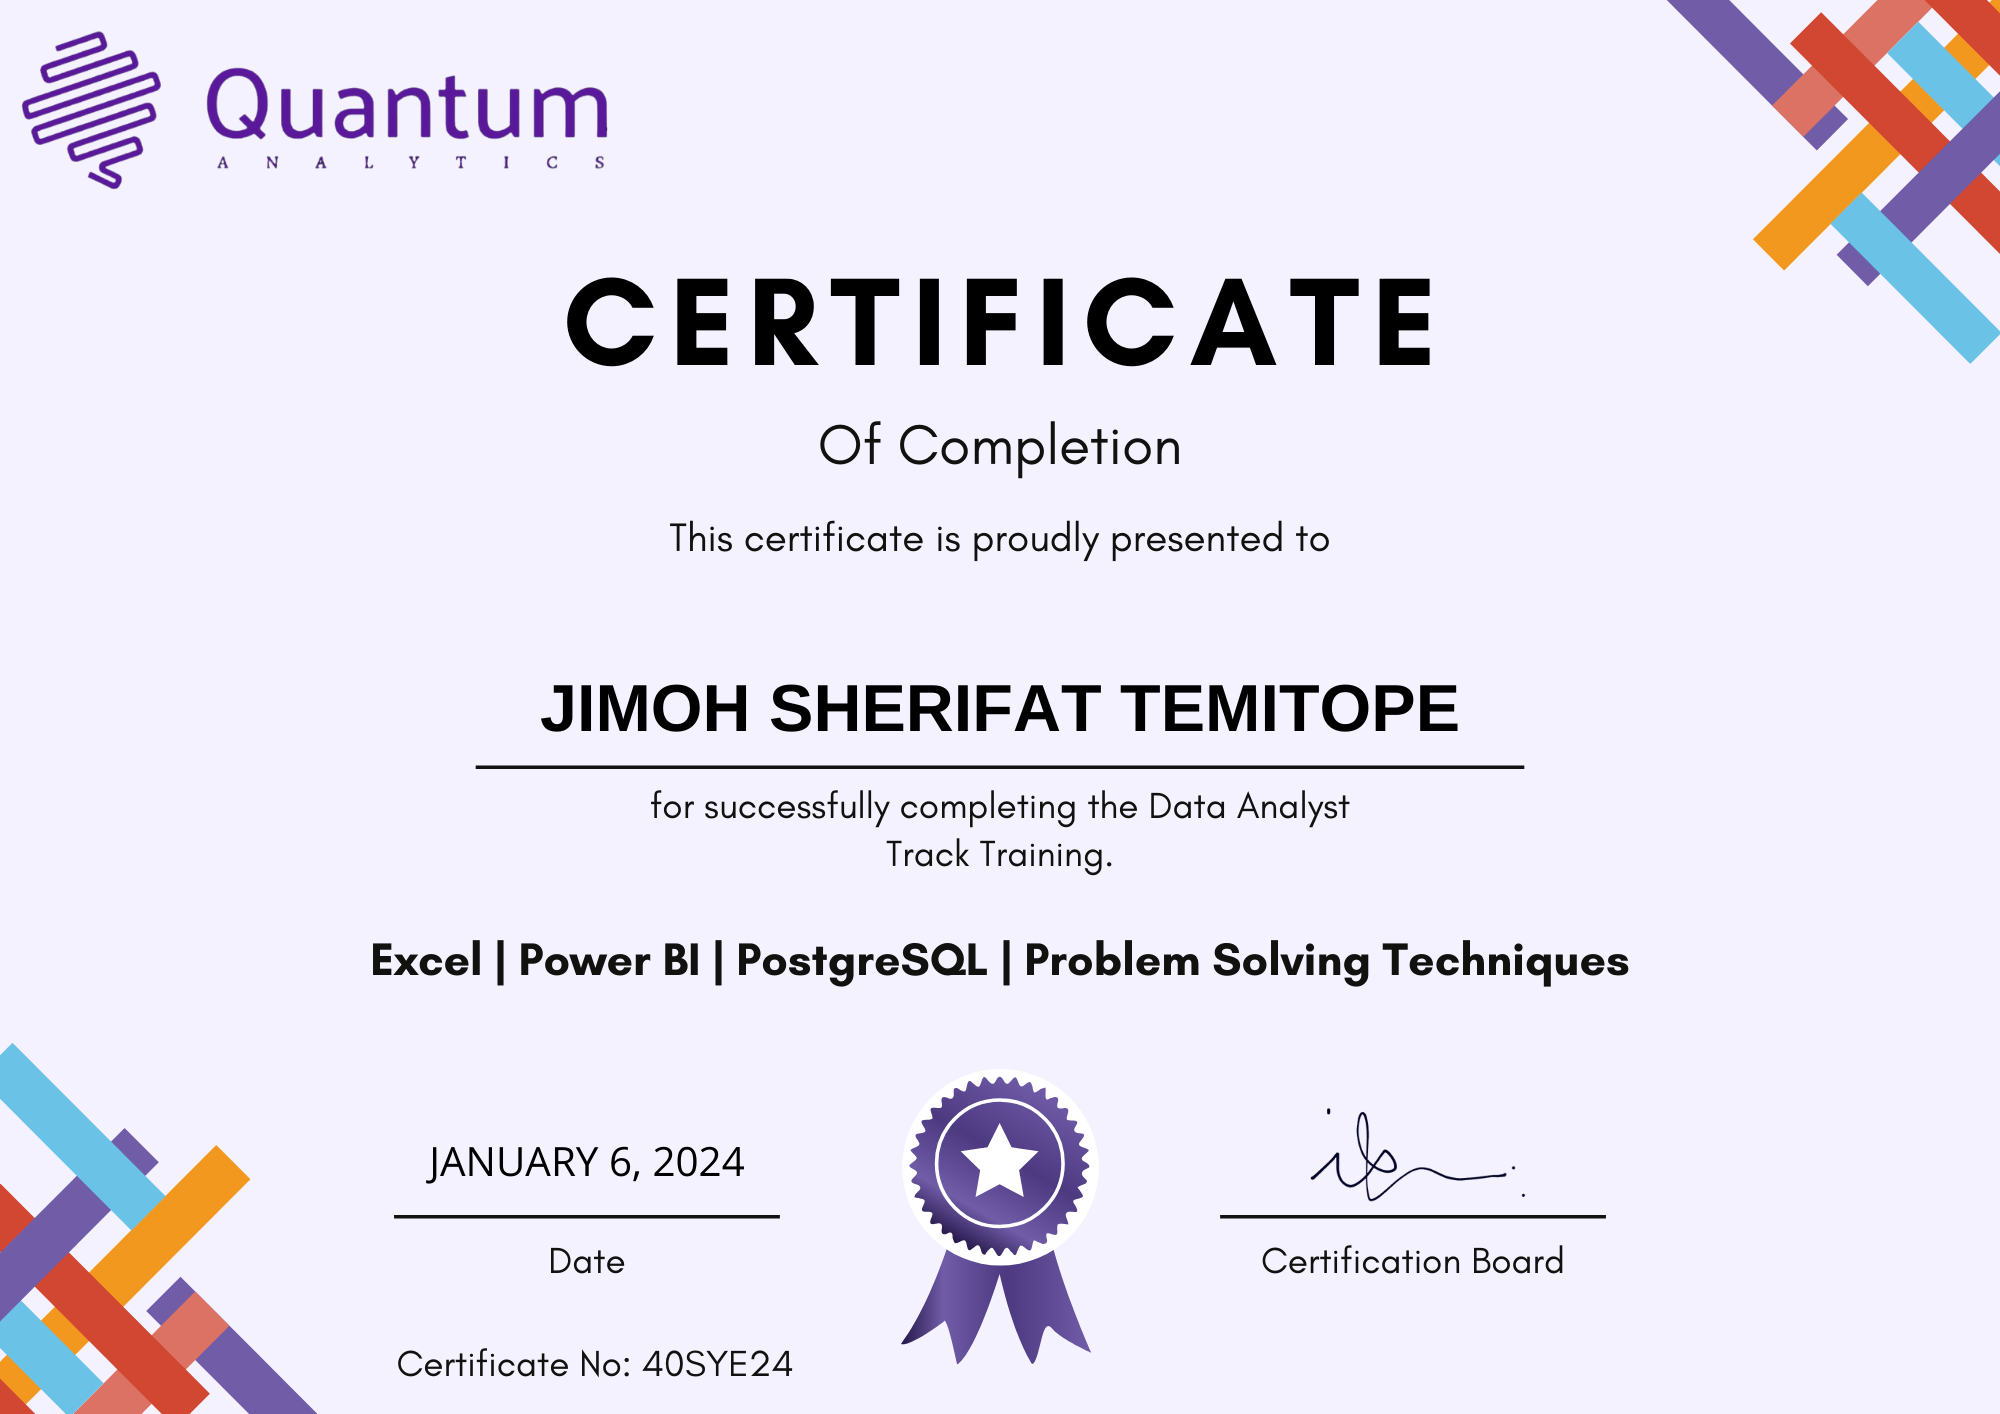 Quantum
ANALYTICS
CERTIFICATE
Of Completion
This certificate is proudly presented to
JIMOH SHERIFAT TEMITOPE
for successfully completing the Data Analyst
Track Training.
Excel | Power BI | PostgreSQL | Problem Solving Techniques
JANUARY 6, 2024
Date
Certification Board
Certificate No: 40SYE24